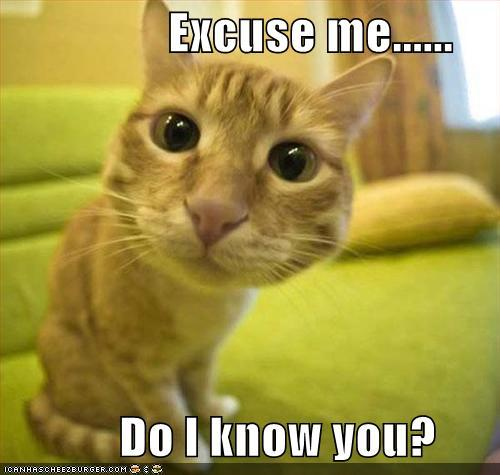 Excuse me......
Do I know you?
ICANHASCHEEZBURGER.COM